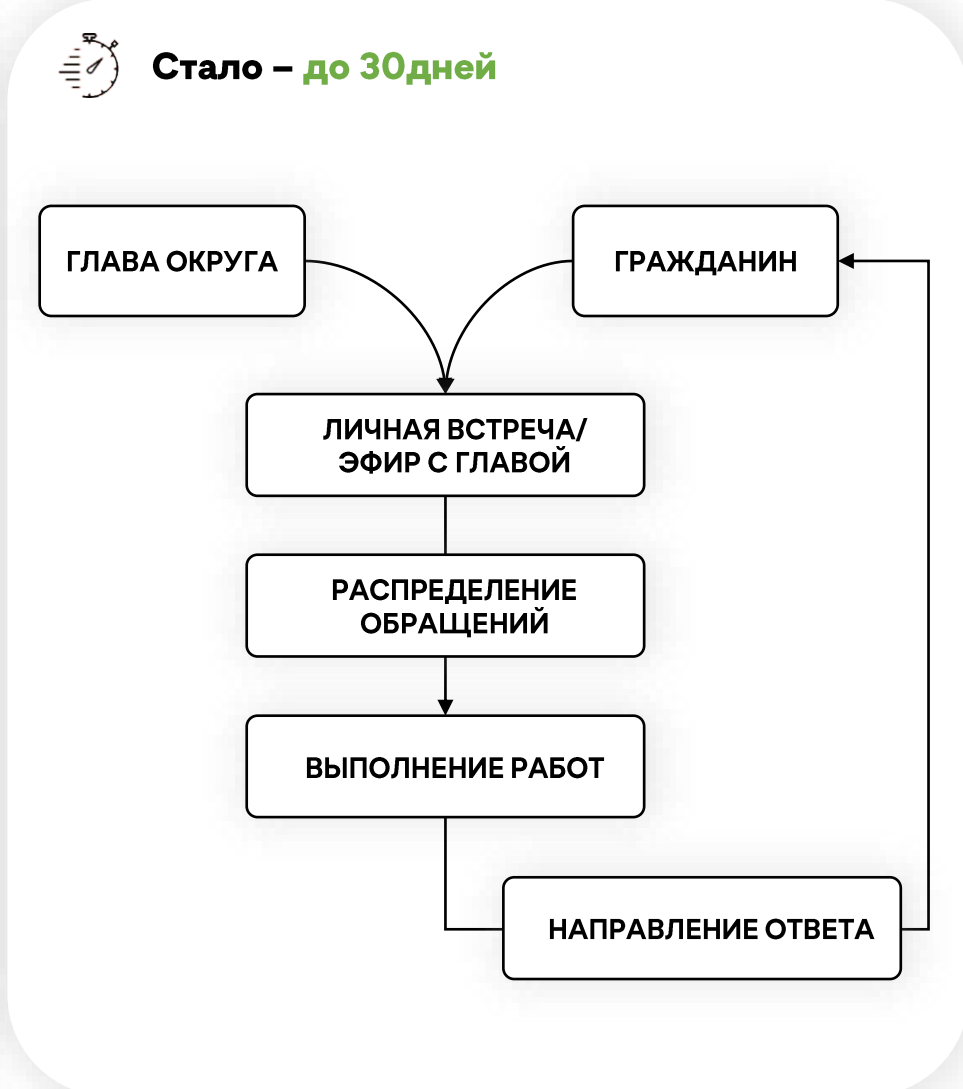 Стало – до 30дней
ГЛАВА ОКРУГА
ГРАЖДАНИН
ЛИЧНАЯ ВСТРЕЧА/
ЭФИР С ГЛАВОЙ
РАСПРЕДЕЛЕНИЕ
ОБРАЩЕНИЙ
ВЫПОЛНЕНИЕ РАБОТ
НАПРАВЛЕНИЕ ОТВЕТА